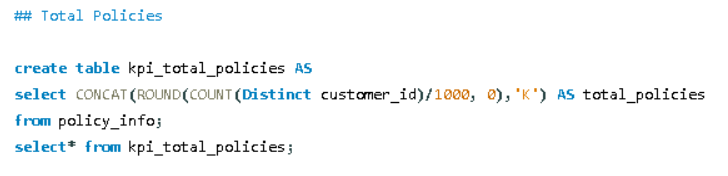 ## Total Policies
create table kpi_total_policies AS
select CONCAT(ROUND(COUNT(Distinct customer_id)/1000, 0),'K') AS total_policies
from policy_info;
select* from kpi_total_policies;